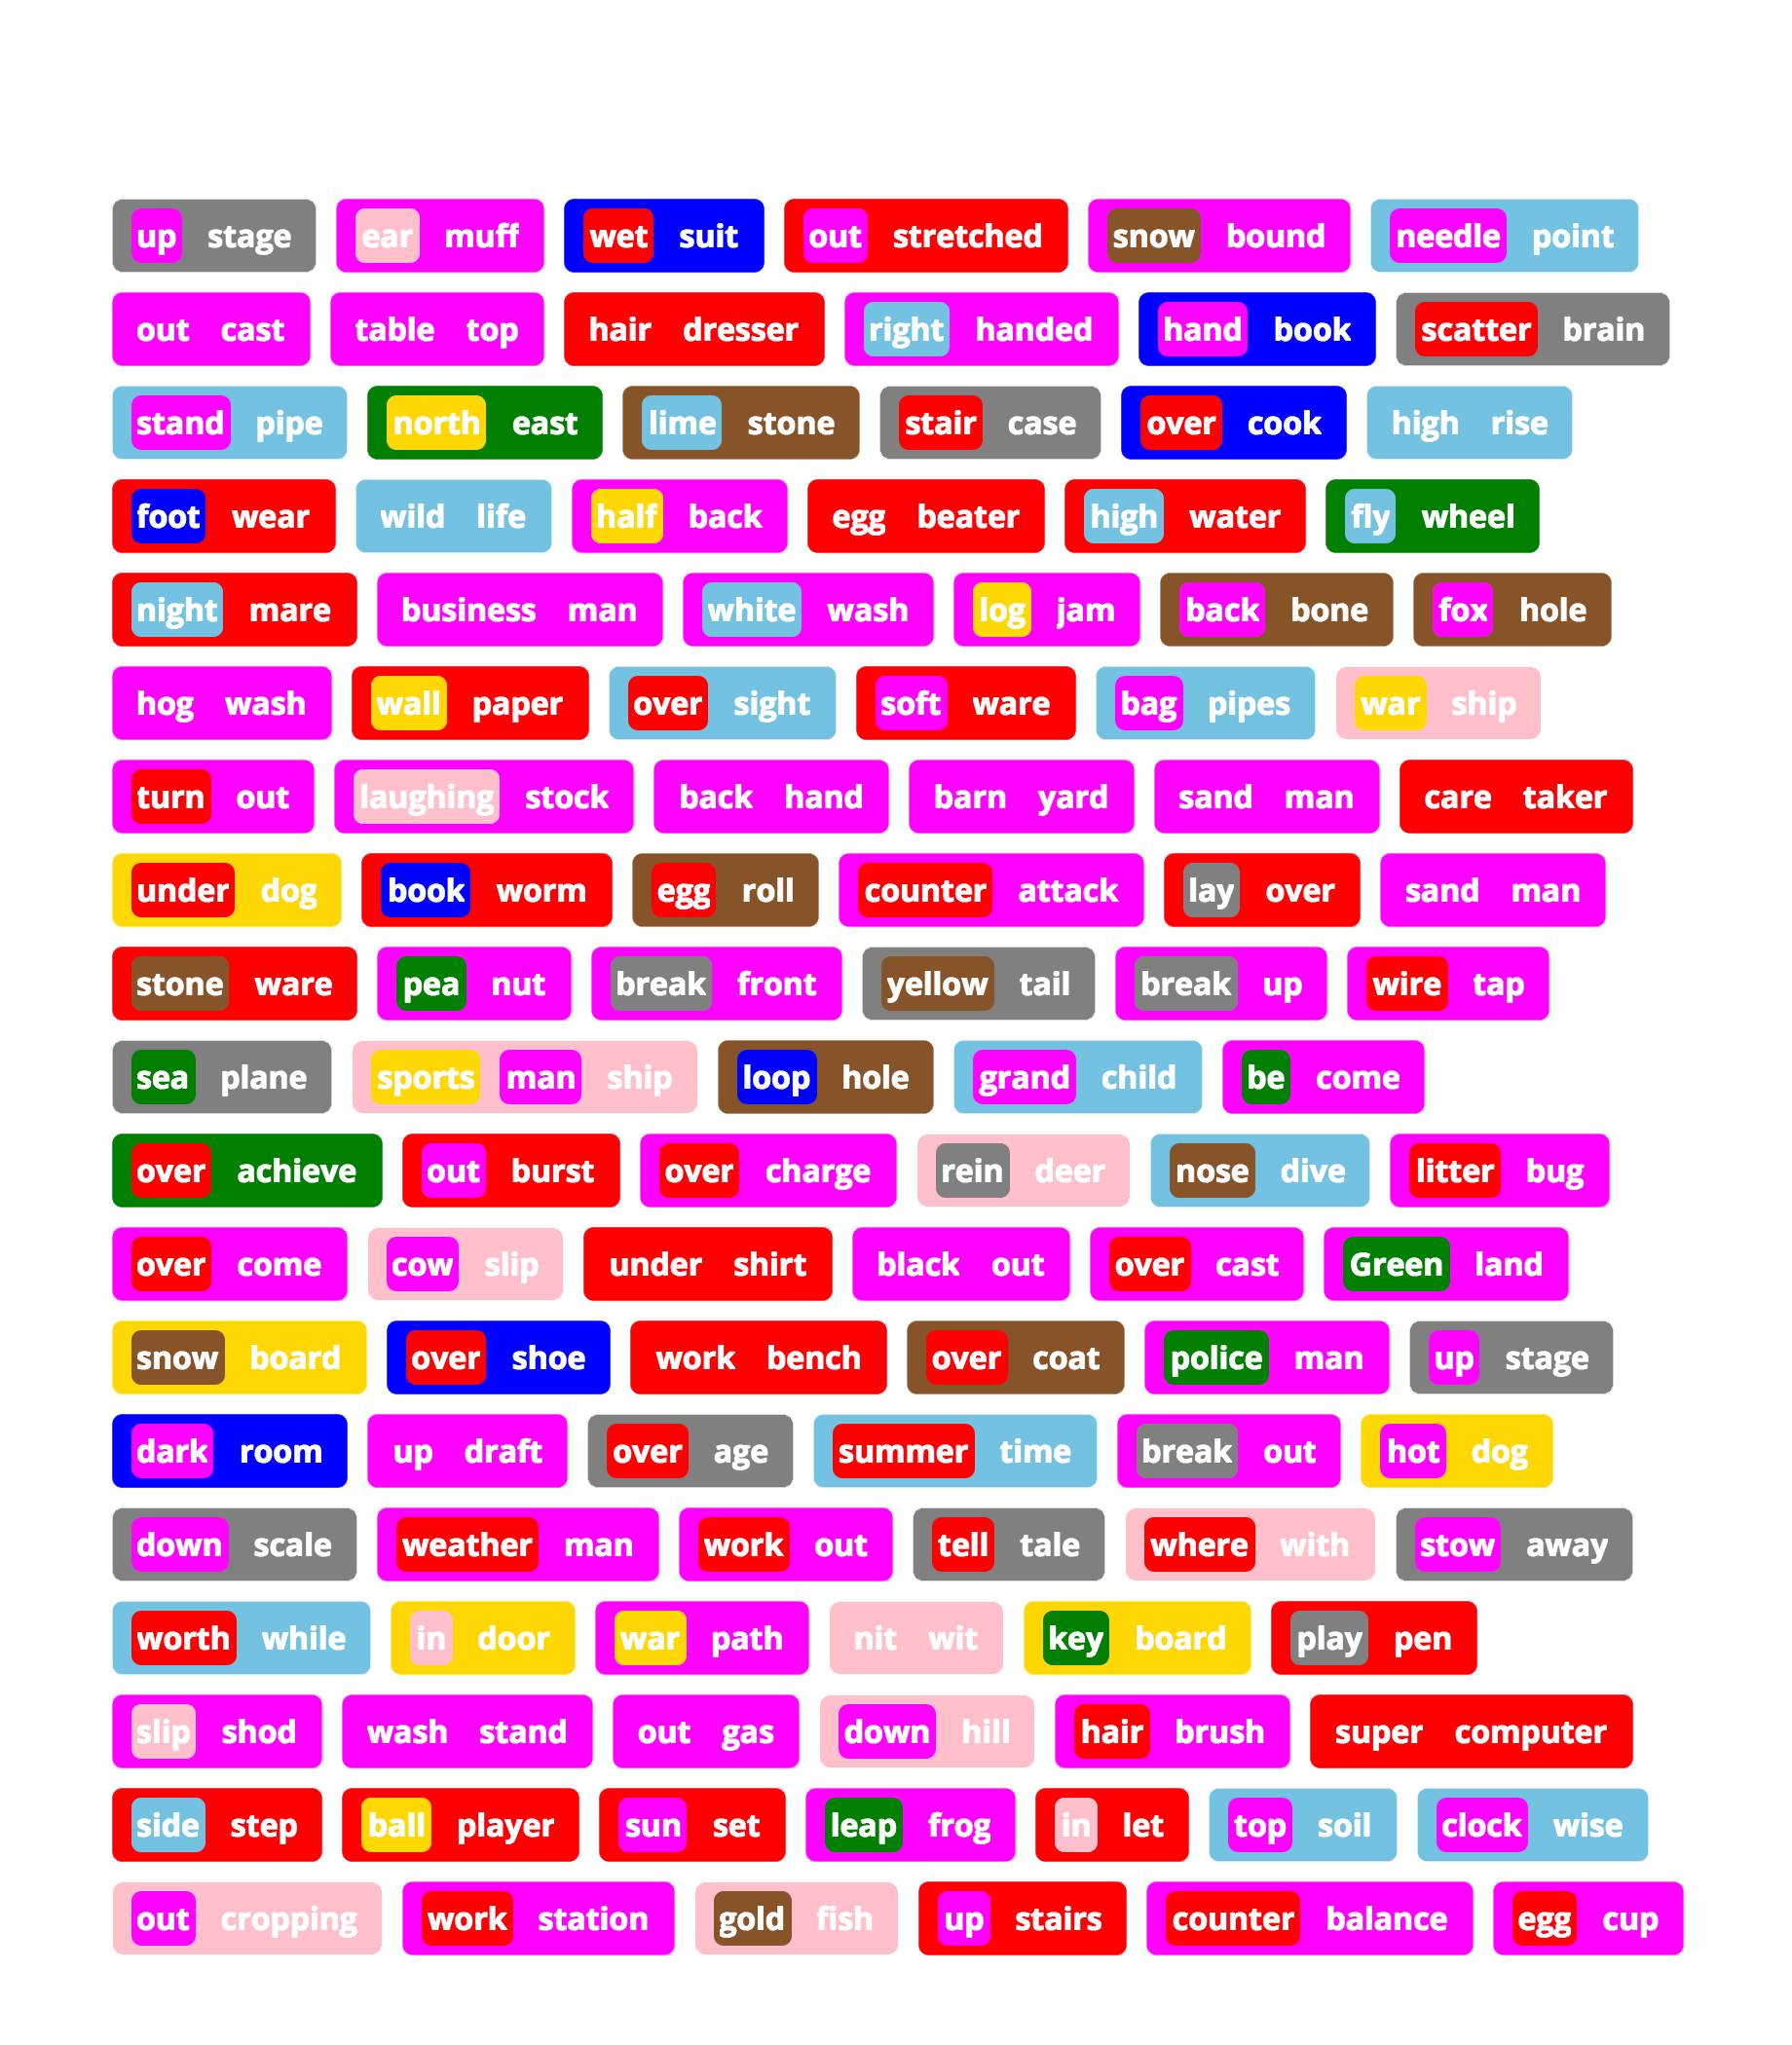 up stage ear muff wet suit out stretched snow bound needle point
out cast table top hair dresser right handed hand book scatter brain
stand pipe north east lime stone stair case over cook high rise
foot wear wild life half back egg beater high water fly wheel
night mare business man white wash log jam back bone fox hole
hog wash wall paper over sight soft ware bag pipes war ship
turn out laughing stock back hand barn yard sand man care taker
under dog book worm egg roll counter attack lay over sand man
stone ware pea nut break front yellow tail break up wire tap
sea plane sports man ship loop hole grand child be come
over achieve out burst over charge rein deer nose dive litter bug
over come cow slip under shirt black out over cast Green land
snow board over shoe work bench over coat police man up stage
dark room up draft over age summer time break out hot dog
down scale weather man work out tell tale where with stow away
worth while in door war path nit wit key board play pen
slip shod wash stand out gas down hill hair brush super computer
side step ball player sun set leap frog in let top soil clock wise
out cropping work station gold fish up stairs counter balance egg cup